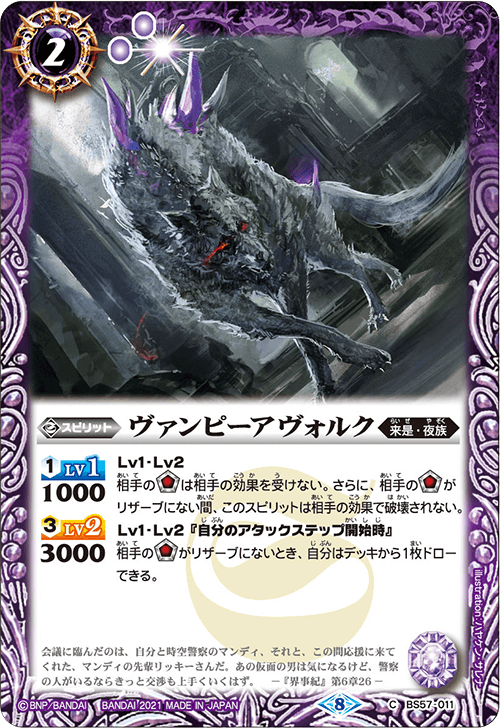 2
スピリット
ヴァンピーアヴォルク
来是・夜族
らいぜ やぞく
1 LV1
1000
3 LV2
3000
Lv1・Lv2
相手のは相手の効果を受けない。さらに、相手のが
リザーブにない間、このスピリットは相手の効果で破壊されない。
Lv1・Lv2『自分のアタックステップ開始時』
相手のがリザーブにないとき、自分はデッキから1枚ドロー
できる。
会議に臨んだのは、自分と時空警察のマンディ、それと、この間応援に来て
くれた、マンディの先輩リッキーさんだ。あの仮面の男は気になるけど、警察
の人がいるならきっと交渉も上手くいくはず。 ―『界事紀』第6章26―
©BNP/BANDAI BANDAI 2021 MADE IN JAPAN
8
C BS57-011